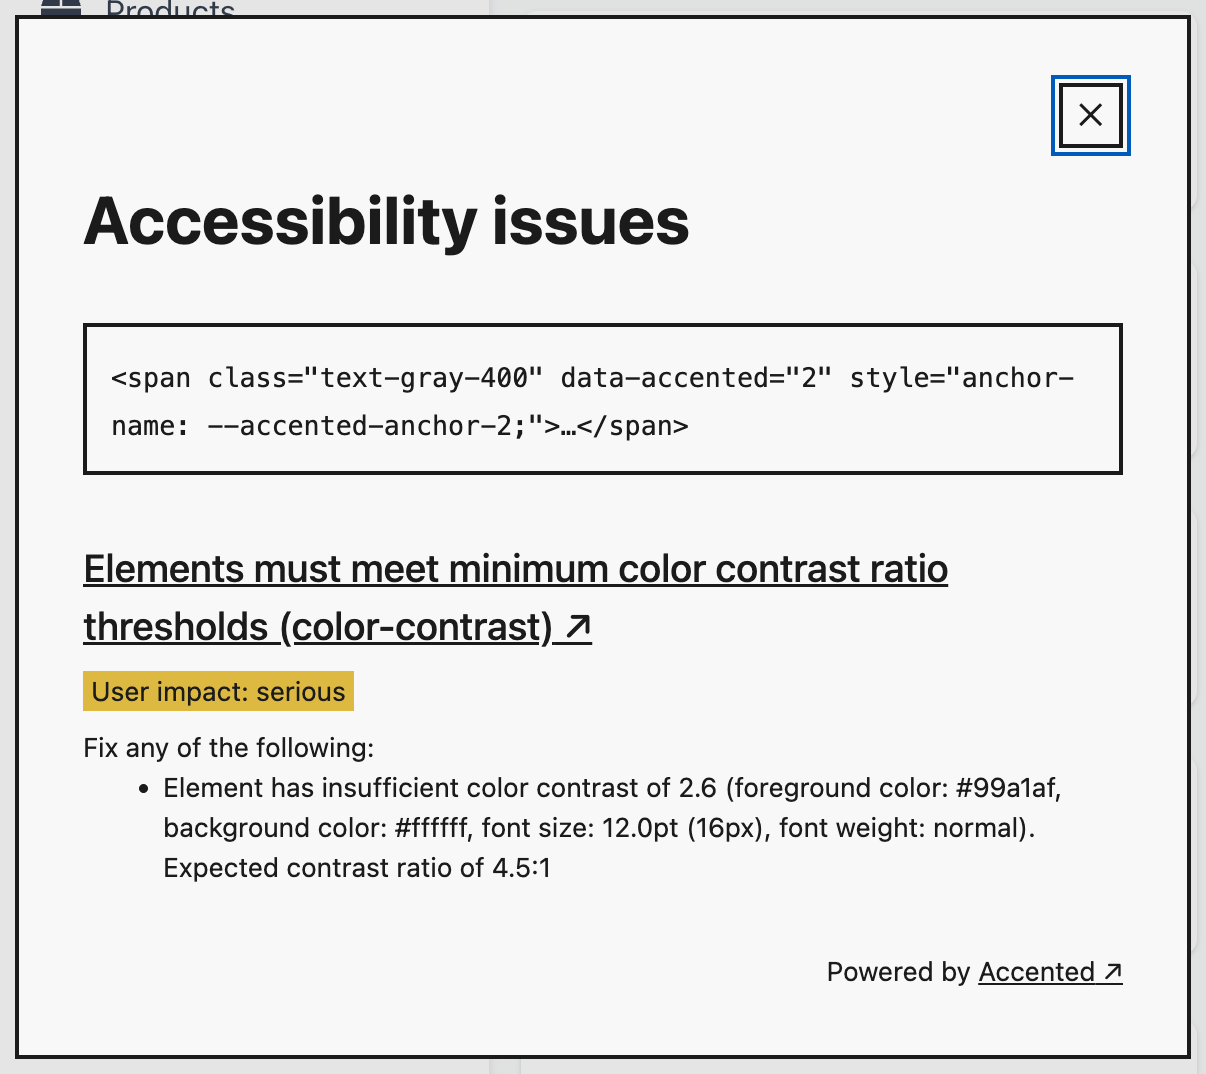 Products
Accessibility issues
<span class="text-gray-400" data-accented="2" style="anchor-
name: --accented-anchor-2;">…</span>
Elements must meet minimum color contrast ratio
thresholds (color-contrast) ↗
User impact: serious
Fix any of the following:
• Element has insufficient color contrast of 2.6 (foreground color: #99a1af,
background color: #ffffff, font size: 12.0pt (16px), font weight: normal).
Expected contrast ratio of 4.5:1
Powered by Accented ↗